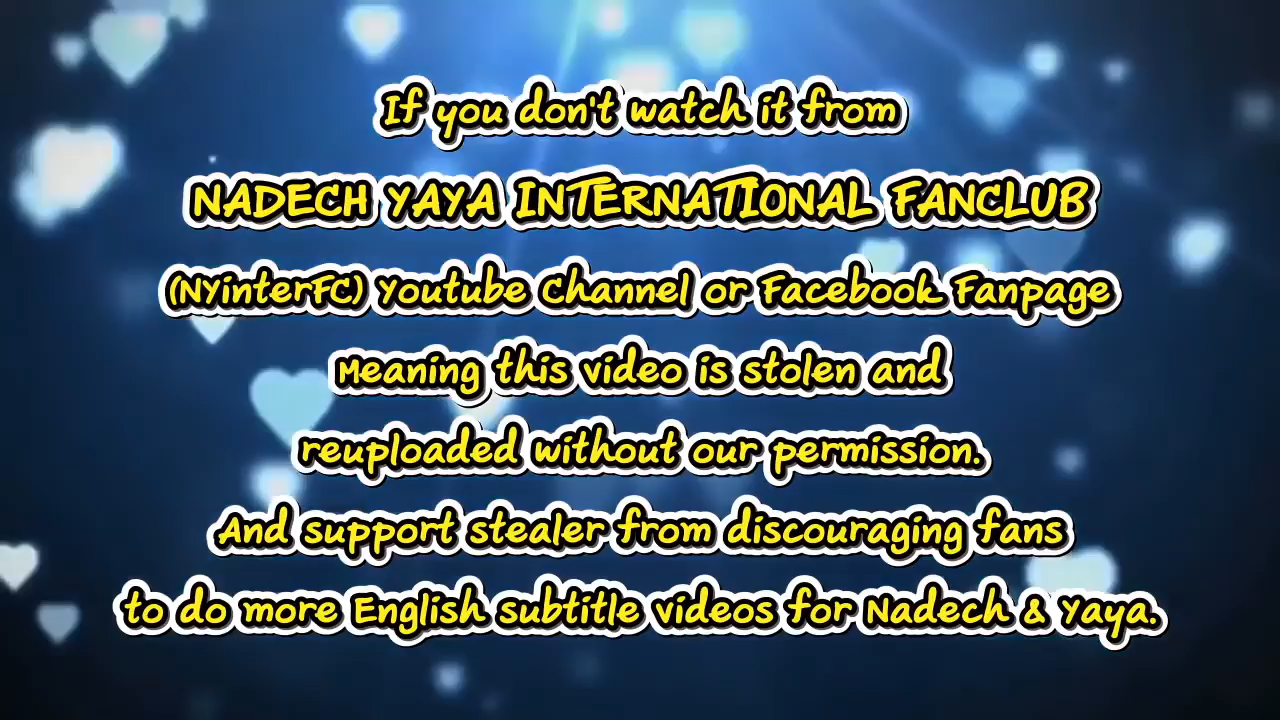 If you don't watch it from
NADECH YAYA INTERNATIONAL FANCLUB
(NYinterFC) Youtube Channel or Facebook Fanpage
Meaning this video is stolen and
reuploaded without our permission.
And support stealer from discouraging fans
to do more English subtitle videos for Nadech & Yaya.